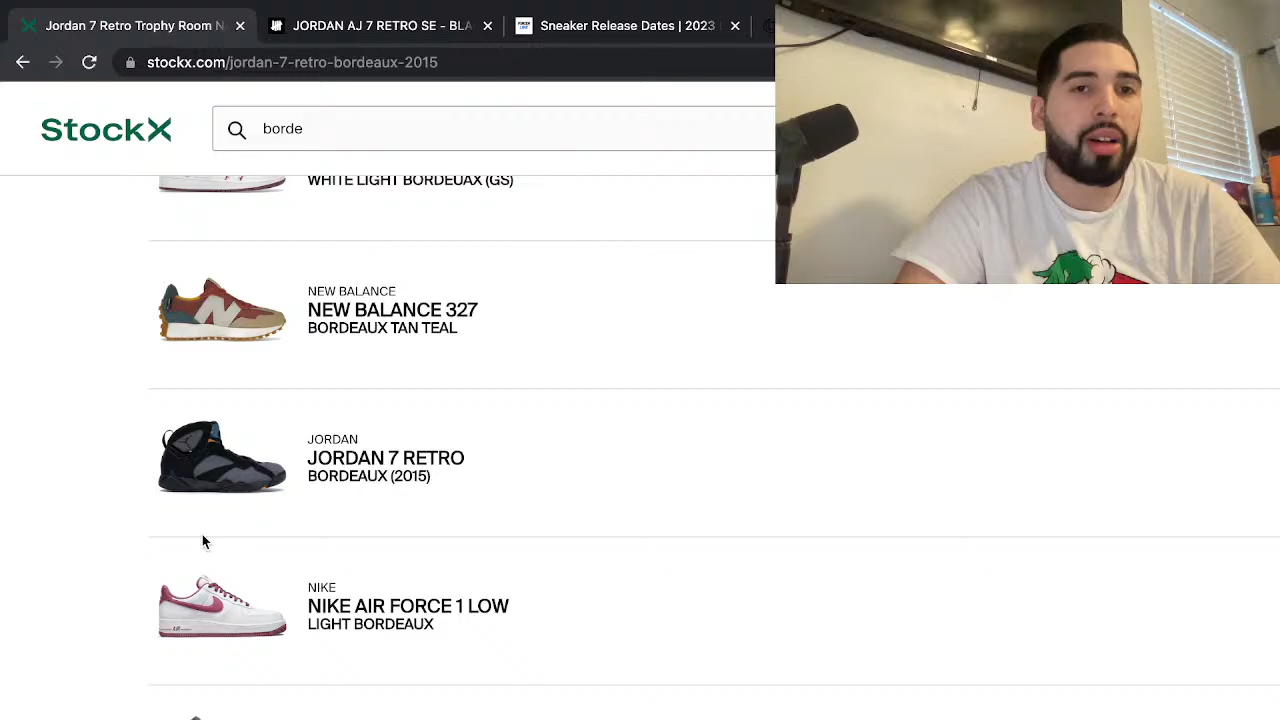 Jordan 7 Retro Trophy Room N
JORDAN AJ 7 RETRO SE - BLA
Sneaker Release Dates | 2023
stockx.com/jordan-7-retro-bordeaux-2015
StockX
borde
WHITE LIGHT BORDEUAX (GS)
NEW BALANCE
NEW BALANCE 327
BORDEAUX TAN TEAL
JORDAN
JORDAN 7 RETRO
BORDEAUX (2015)
NIKE
NIKE AIR FORCE 1 LOW
LIGHT BORDEAUX